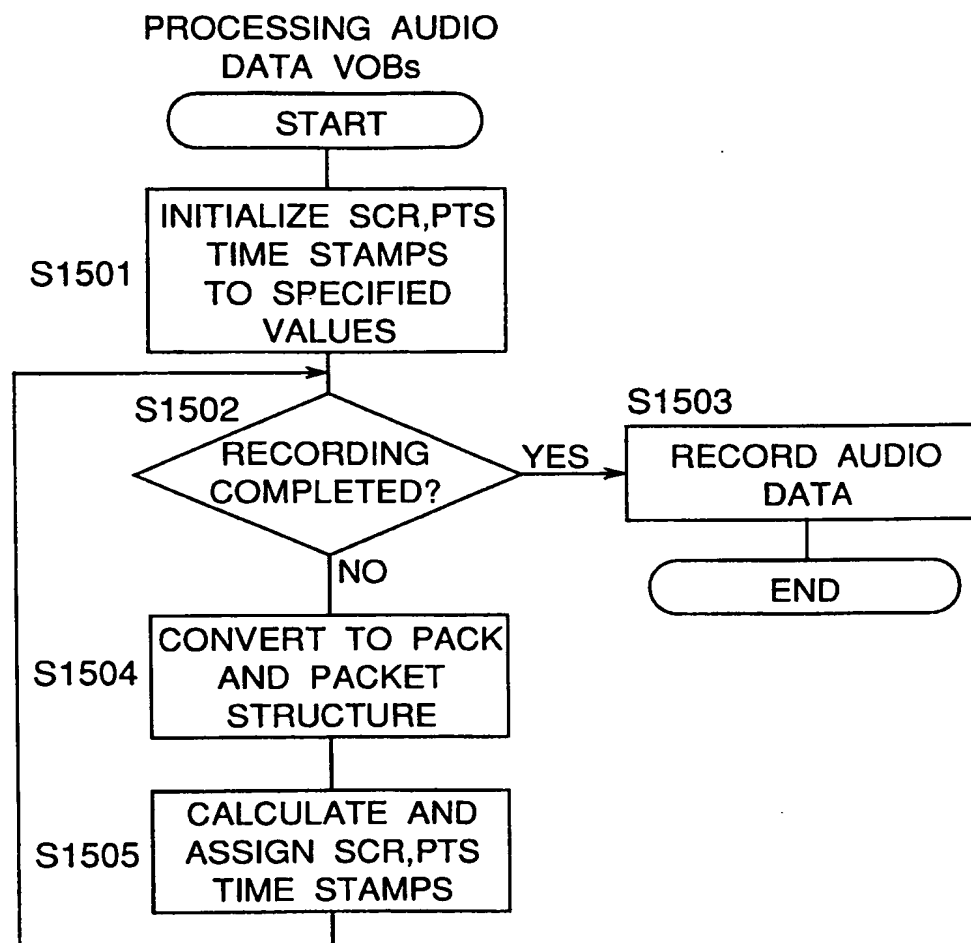 PROCESSING AUDIO
DATA VOBs
START
INITIALIZE SCR,PTS
TIME STAMPS
TO SPECIFIED
VALUES
S1501
S1502
RECORDING
COMPLETED?
YES
S1503
RECORD AUDIO
DATA
END
NO
S1504
CONVERT TO PACK
AND PACKET
STRUCTURE
S1505
CALCULATE AND
ASSIGN SCR,PTS
TIME STAMPS